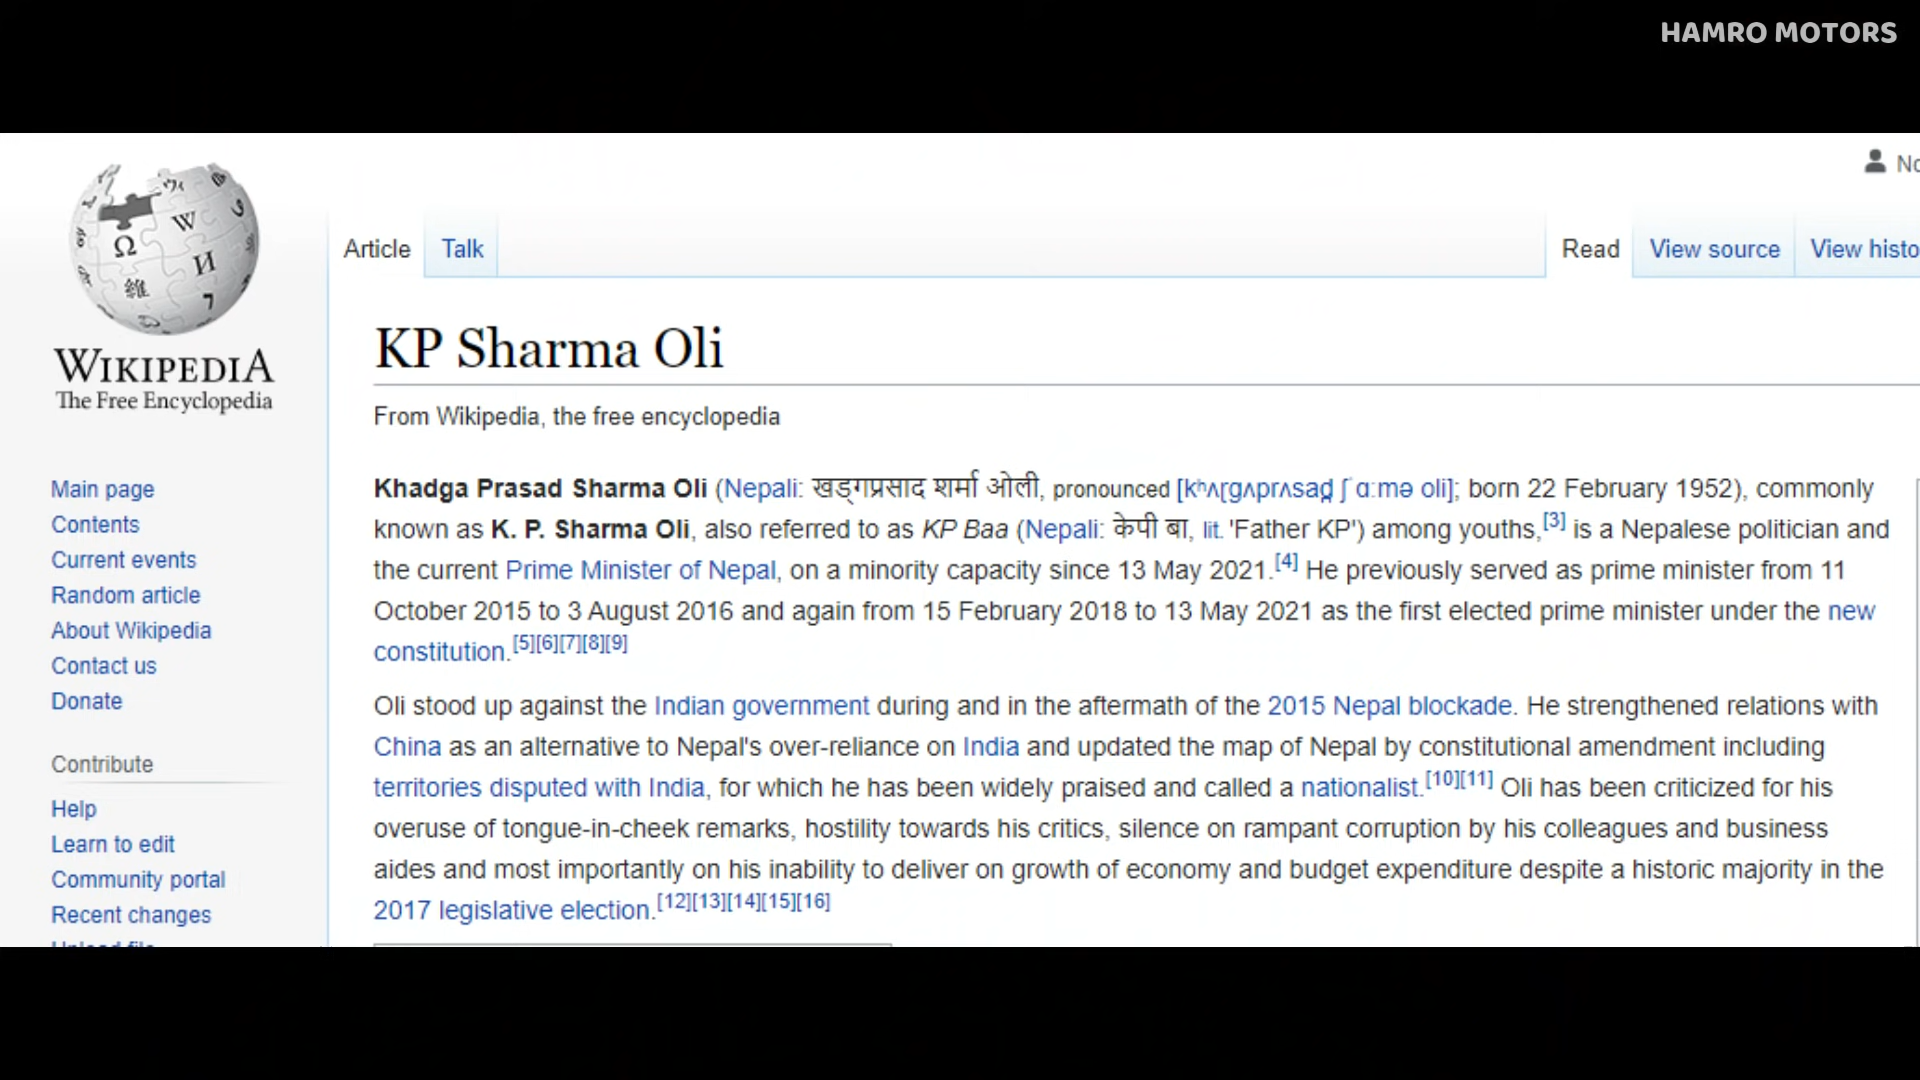 HAMRO MOTORS
Article Talk Read View source View histo
WIKIPEDIA
The Free Encyclopedia
Main page
Contents
Current events
Random article
About Wikipedia
Contact us
Donate
Contribute
Help
Learn to edit
Community portal
Recent changes
Upload file
KP Sharma Oli
From Wikipedia, the free encyclopedia
Khadga Prasad Sharma Oli (Nepali: खड्गप्रसाद शर्मा ओली, pronounced [kʰʌɽɡʌprʌsad̪ ʃʌɾmə oli]; born 22 February 1952), commonly
known as K. P. Sharma Oli, also referred to as KP Baa (Nepali: केपी बा, lit. 'Father KP') among youths,[3] is a Nepalese politician and
the current Prime Minister of Nepal, on a minority capacity since 13 May 2021.[4] He previously served as prime minister from 11
October 2015 to 3 August 2016 and again from 15 February 2018 to 13 May 2021 as the first elected prime minister under the new
constitution.[5][6][7][8][9]
Oli stood up against the Indian government during and in the aftermath of the 2015 Nepal blockade. He strengthened relations with
China as an alternative to Nepal's over-reliance on India and updated the map of Nepal by constitutional amendment including
territories disputed with India, for which he has been widely praised and called a nationalist.[10][11] Oli has been criticized for his
overuse of tongue-in-cheek remarks, hostility towards his critics, silence on rampant corruption by his colleagues and business
aides and most importantly on his inability to deliver on growth of economy and budget expenditure despite a historic majority in the
2017 legislative election.[12][13][14][15][16]